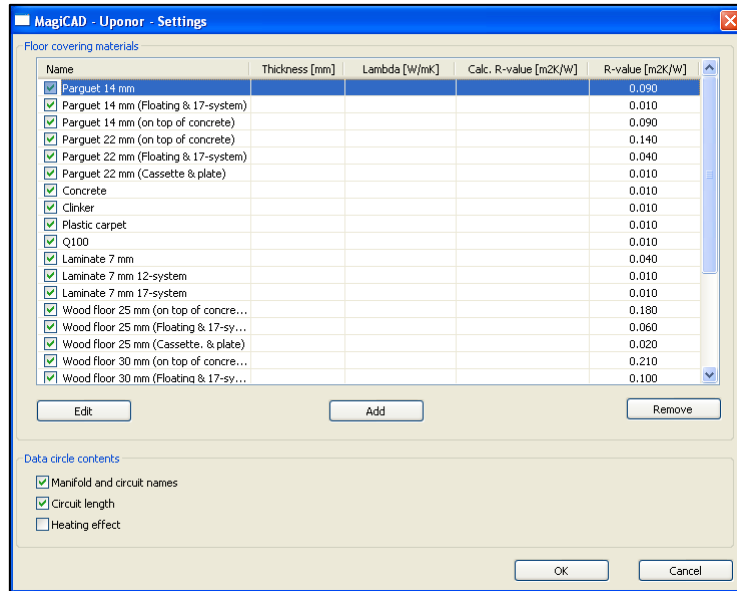 MagiCAD - Uponor - Settings
Floor covering materials
Name Thickness [mm] Lambda [W/mK] Calc. R-value [m2K/W] R-value [m2K/W]
Parguet 14 mm 0.090
Parguet 14 mm (Floating & 17-system) 0.010
Parguet 14 mm (on top of concrete) 0.090
Parguet 22 mm (on top of concrete) 0.140
Parguet 22 mm (Floating & 17-system) 0.040
Parguet 22 mm (Cassette & plate) 0.010
Concrete 0.010
Clinker 0.010
Plastic carpet 0.010
Q100 0.010
Laminate 7 mm 0.040
Laminate 7 mm 12-system 0.010
Laminate 7 mm 17-system 0.010
Wood floor 25 mm (on top of concre... 0.180
Wood floor 25 mm (Floating & 17-sy... 0.060
Wood floor 25 mm (Cassette. & plate) 0.020
Wood floor 30 mm (on top of concre... 0.210
Wood floor 30 mm (Floating & 17-sy... 0.100
Edit Add Remove
Data circle contents
Manifold and circuit names
Circuit length
Heating effect
OK Cancel